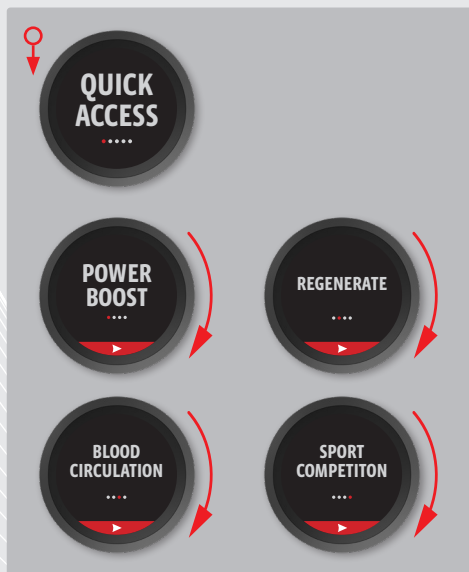 QUICK
ACCESS
POWER
BOOST
REGENERATE
BLOOD
CIRCULATION
SPORT
COMPETITON